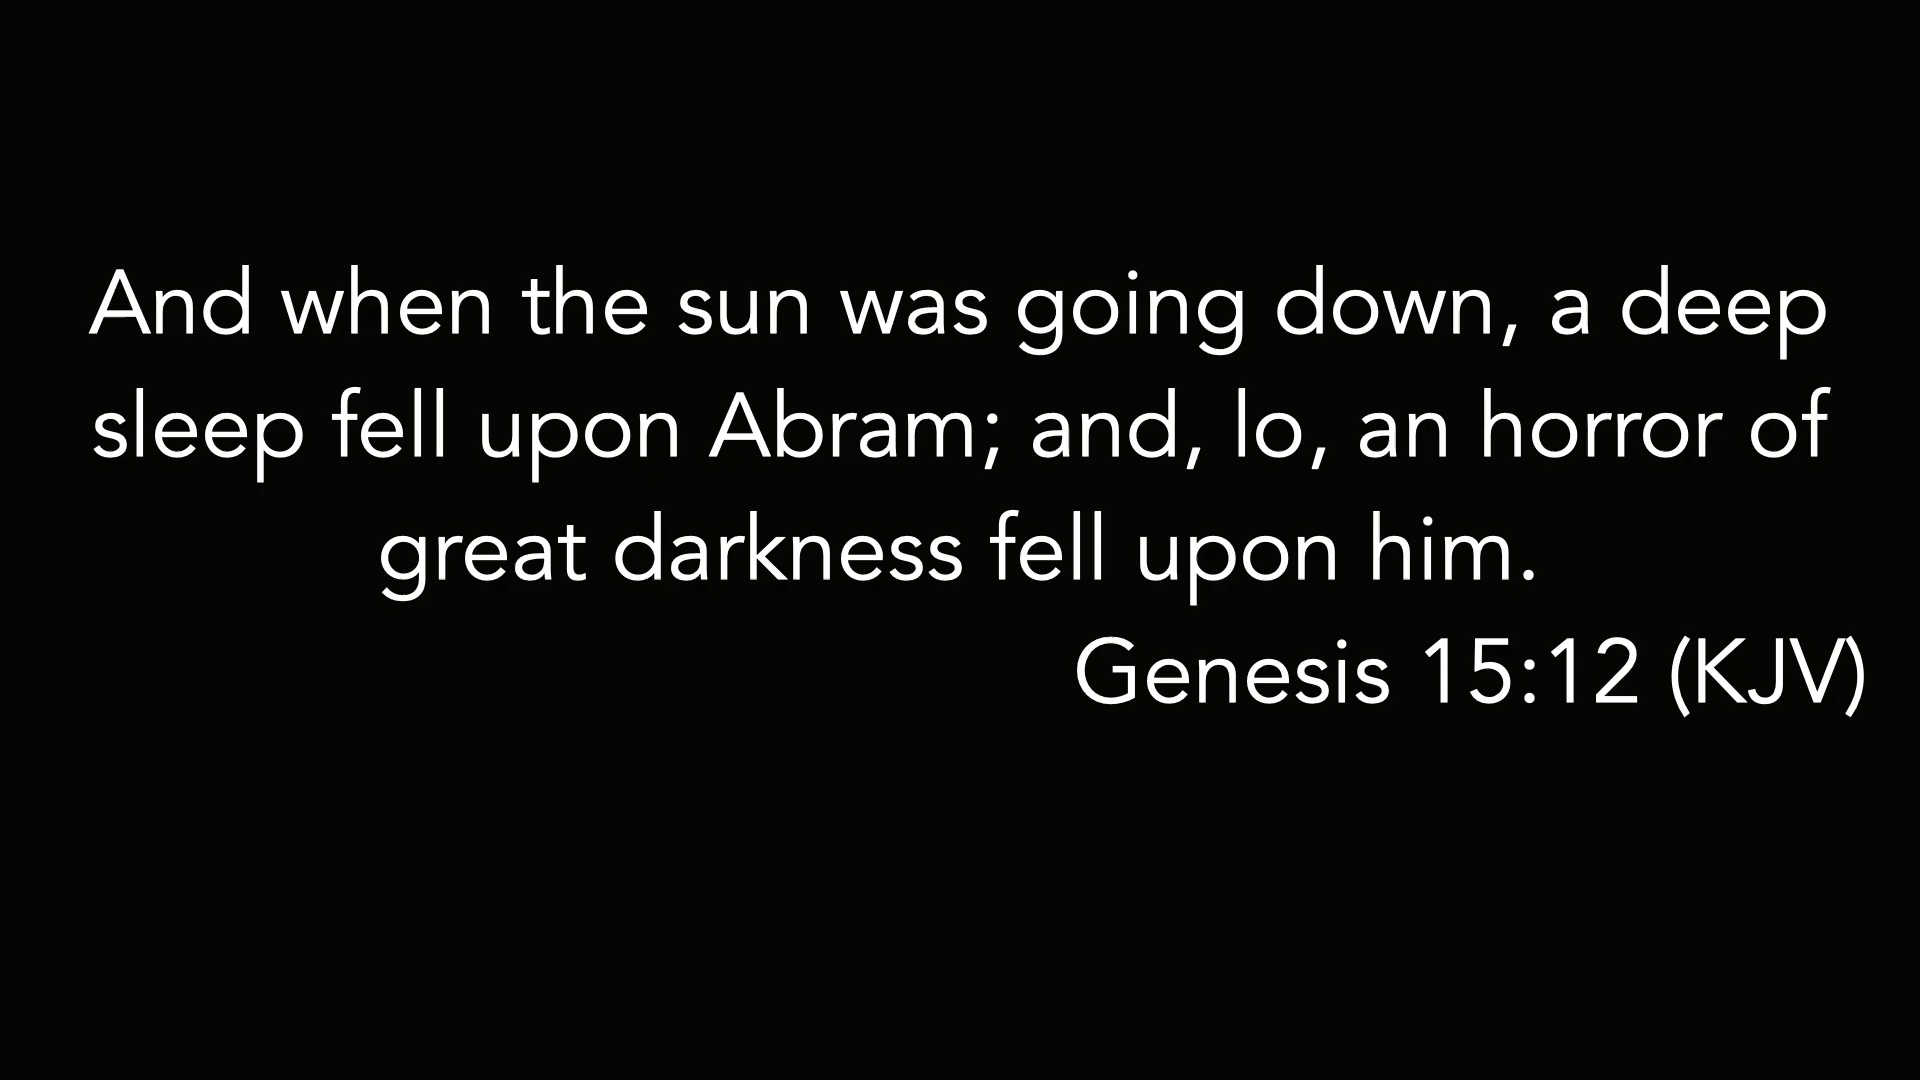 And when the sun was going down, a deep
sleep fell upon Abram; and, lo, an horror of
great darkness fell upon him.
Genesis 15:12 (KJV)